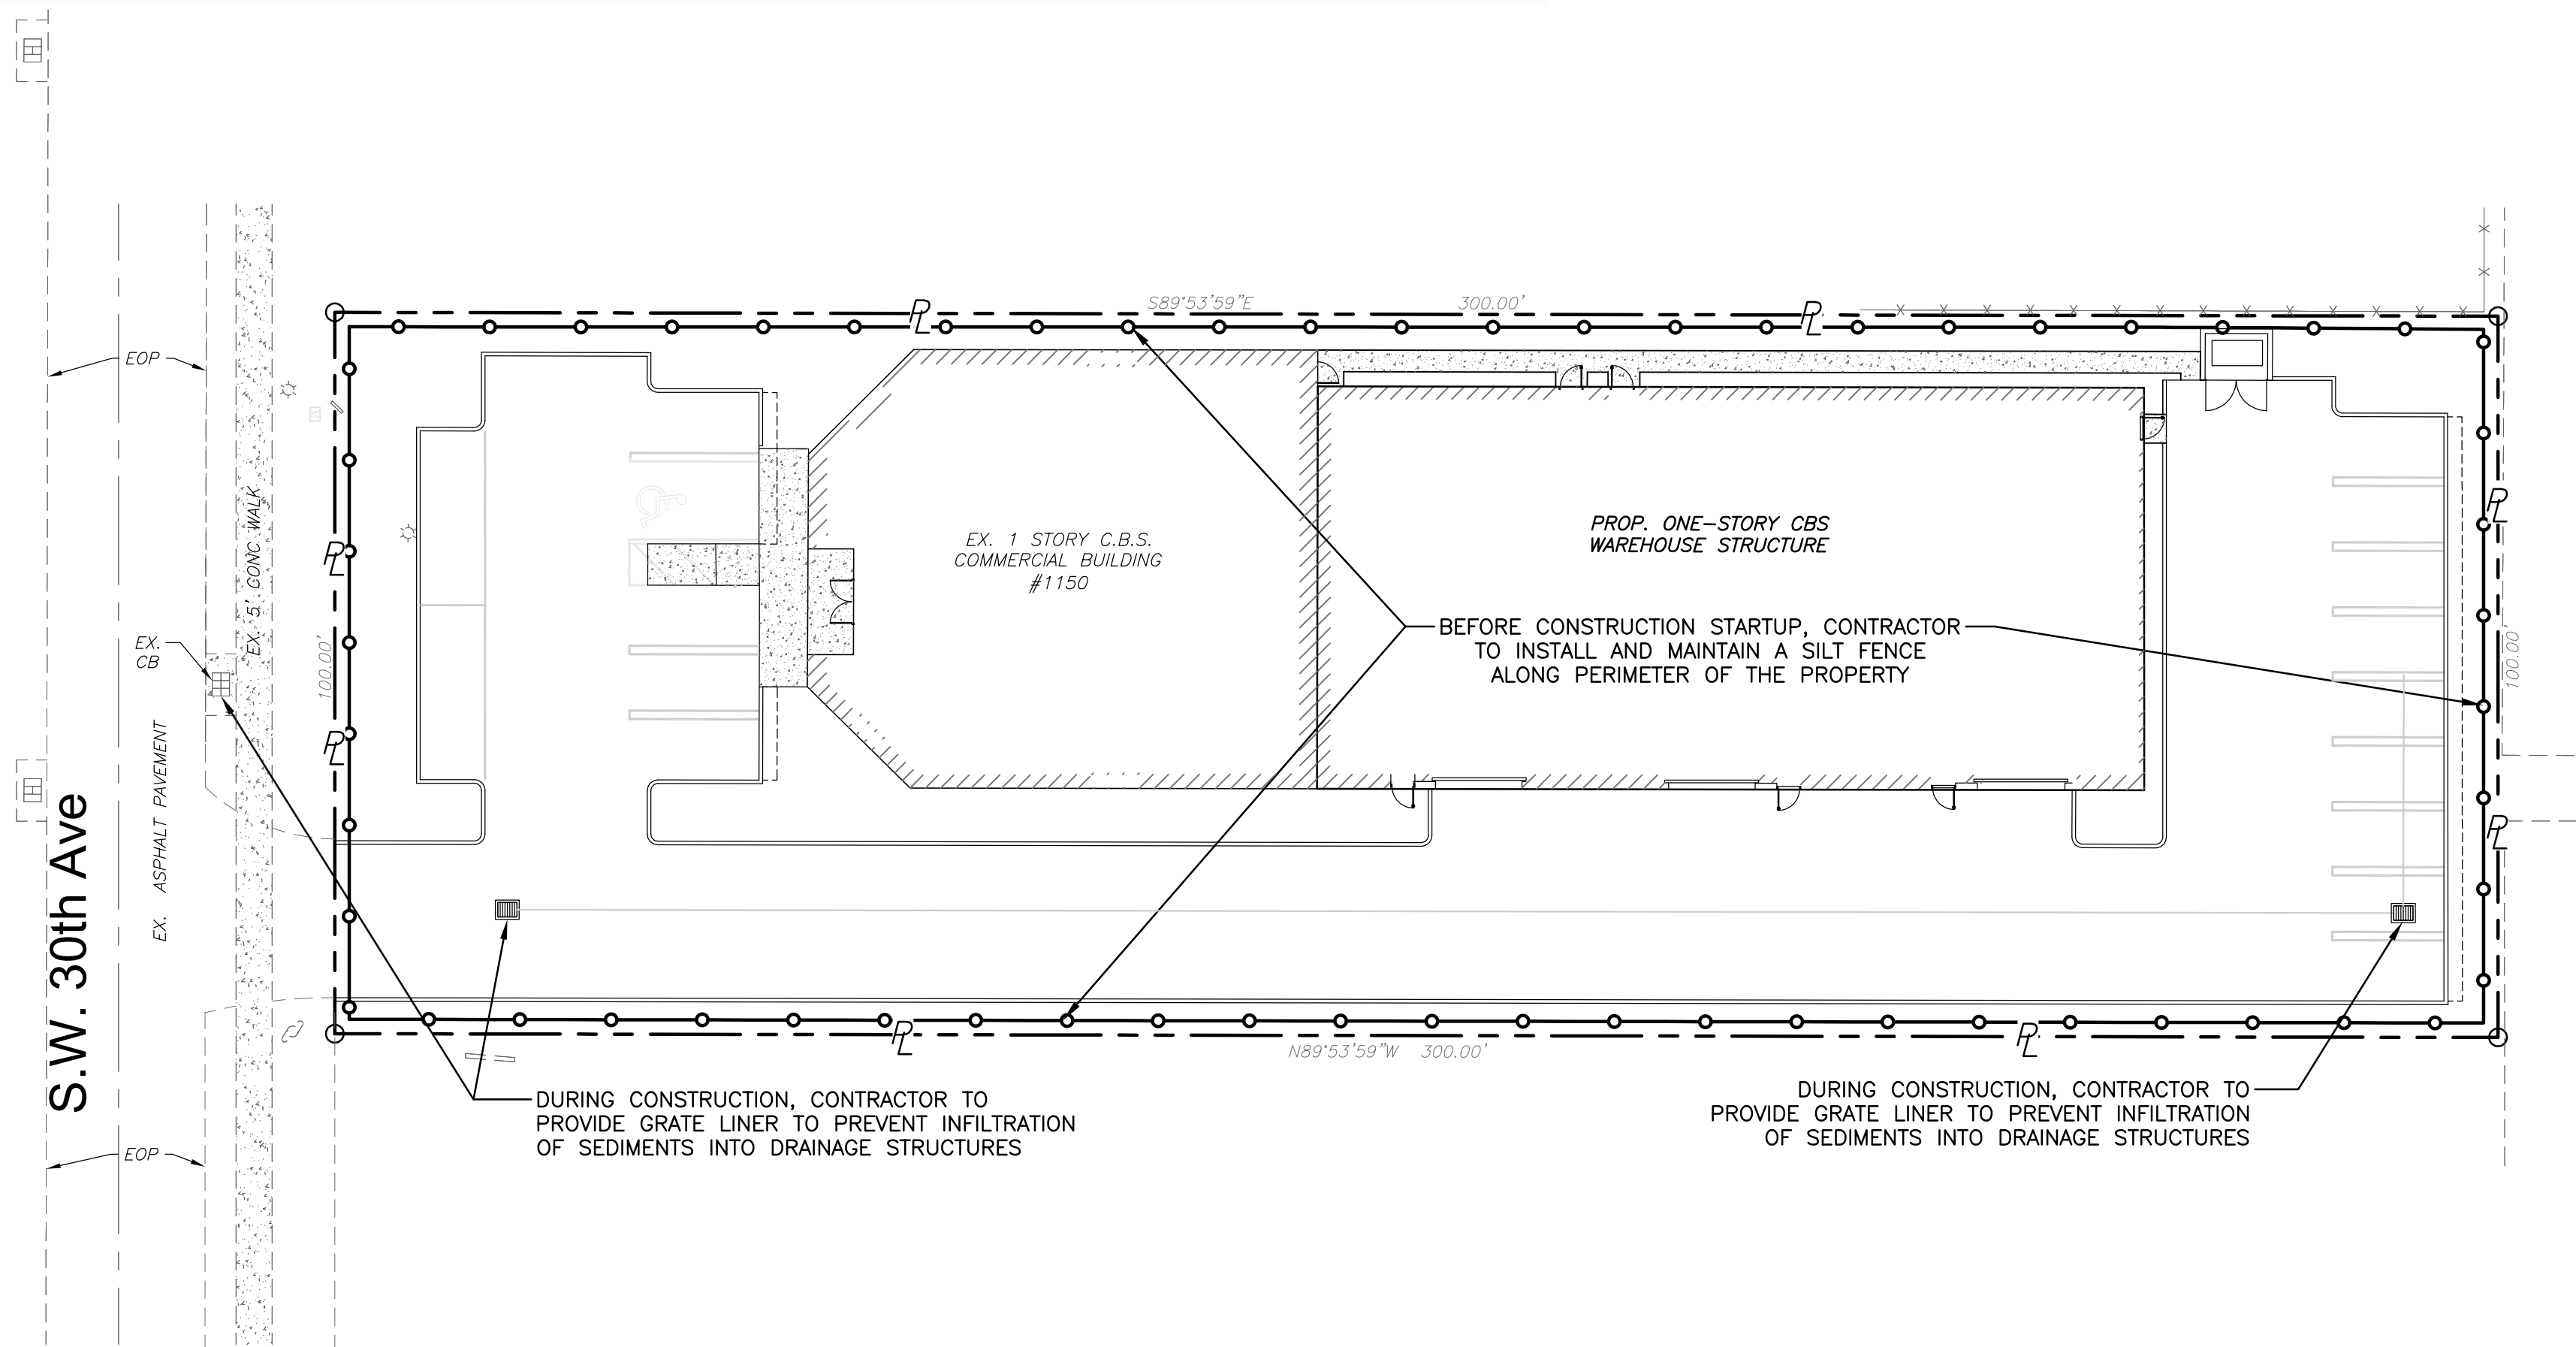 S89°53'59"E
300.00'
EOP
EX. 5' CONC WALK
EX. 1 STORY C.B.S.
COMMERCIAL BUILDING
#1150
PROP. ONE-STORY CBS
WAREHOUSE STRUCTURE
BEFORE CONSTRUCTION STARTUP, CONTRACTOR
TO INSTALL AND MAINTAIN A SILT FENCE
ALONG PERIMETER OF THE PROPERTY
EX.
CB
100.00'
100.00'
EX. ASPHALT PAVEMENT
S.W. 30th Ave
PL
PL
PL
PL
PL
PL
PL
PL
N89°53'59"W 300.00'
DURING CONSTRUCTION, CONTRACTOR TO
PROVIDE GRATE LINER TO PREVENT INFILTRATION
OF SEDIMENTS INTO DRAINAGE STRUCTURES
DURING CONSTRUCTION, CONTRACTOR TO
PROVIDE GRATE LINER TO PREVENT INFILTRATION
OF SEDIMENTS INTO DRAINAGE STRUCTURES
EOP